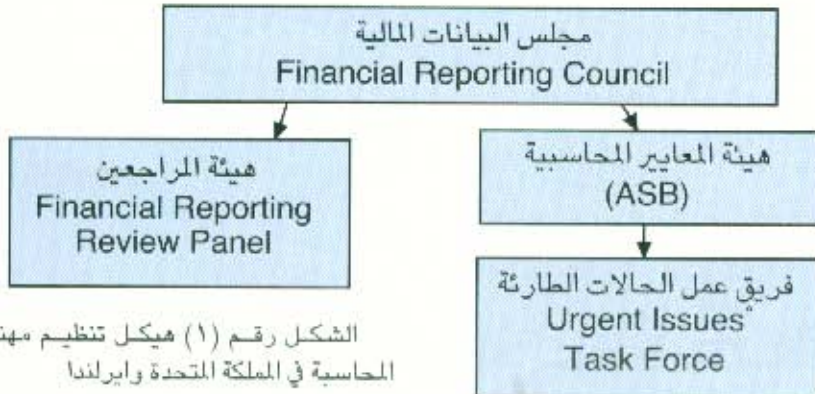 مجلس البيانات المالية
Financial Reporting Council
هيئة المراجعين
Financial Reporting
Review Panel
هيئة المعايير المحاسبية
(ASB)
فريق عمل الحالات الطارئة
Urgent Issues
Task Force
الشكل رقم (١) هيكل تنظيم
المحاسبة في المملكة المتحدة وايرلندا